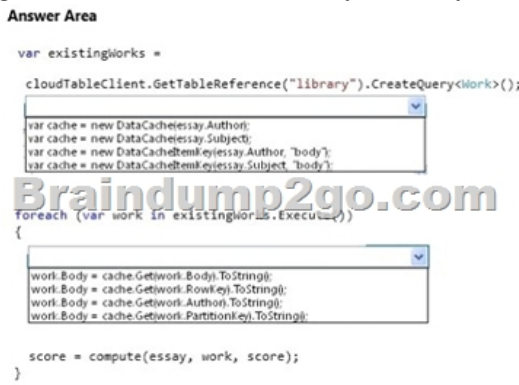 Answer Area
var existingWorks =
cloudTableClient.GetTableReference("library").CreateQuery<Work>();
var cache = new DataCache(essay.Author);
var cache = new DataCache(essay.Subject);
var cache = new DataCacheItemKey(essay.Author, "body");
var cache = new DataCacheItemKey(essay.Subject, "body");
Braindump2go.com
foreach (var work in existingWorks.Execute())
{
work.Body = cache.Get(work.Body).ToString();
work.Body = cache.Get(work.RowKey).ToString();
work.Body = cache.Get(work.Author).ToString();
work.Body = cache.Get(work.PartitionKey).ToString();
score = compute(essay, work, score);
}